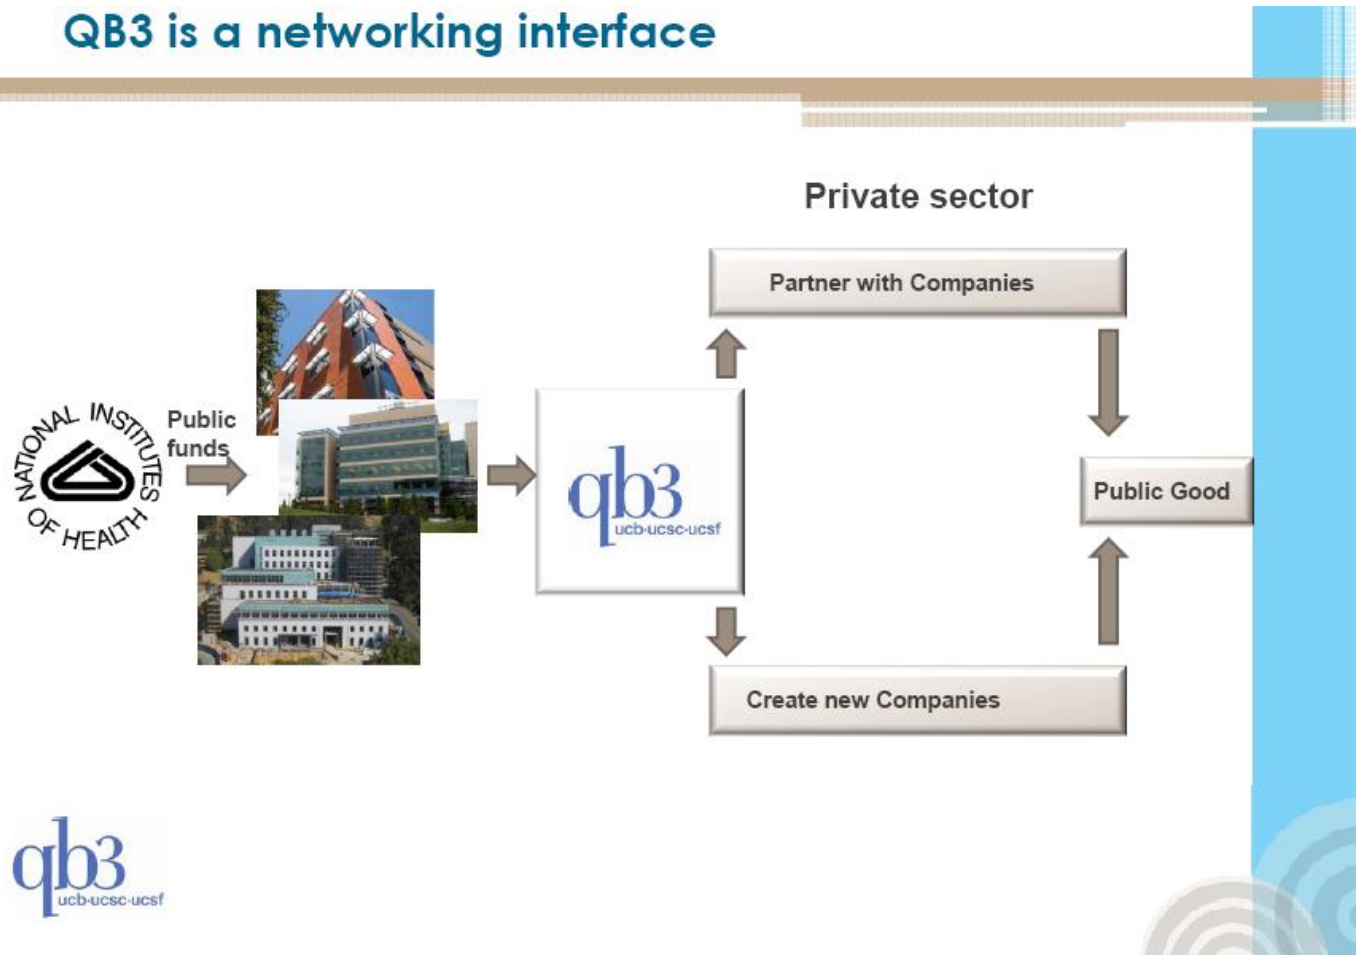 QB3 is a networking interface
Private sector
Partner with Companies
NATIONAL INSTITUTES
OF HEALTH
Public
funds
qb3
ucb-ucsc-ucsf
Public Good
Create new Companies
qb3
ucb-ucsc-ucsf